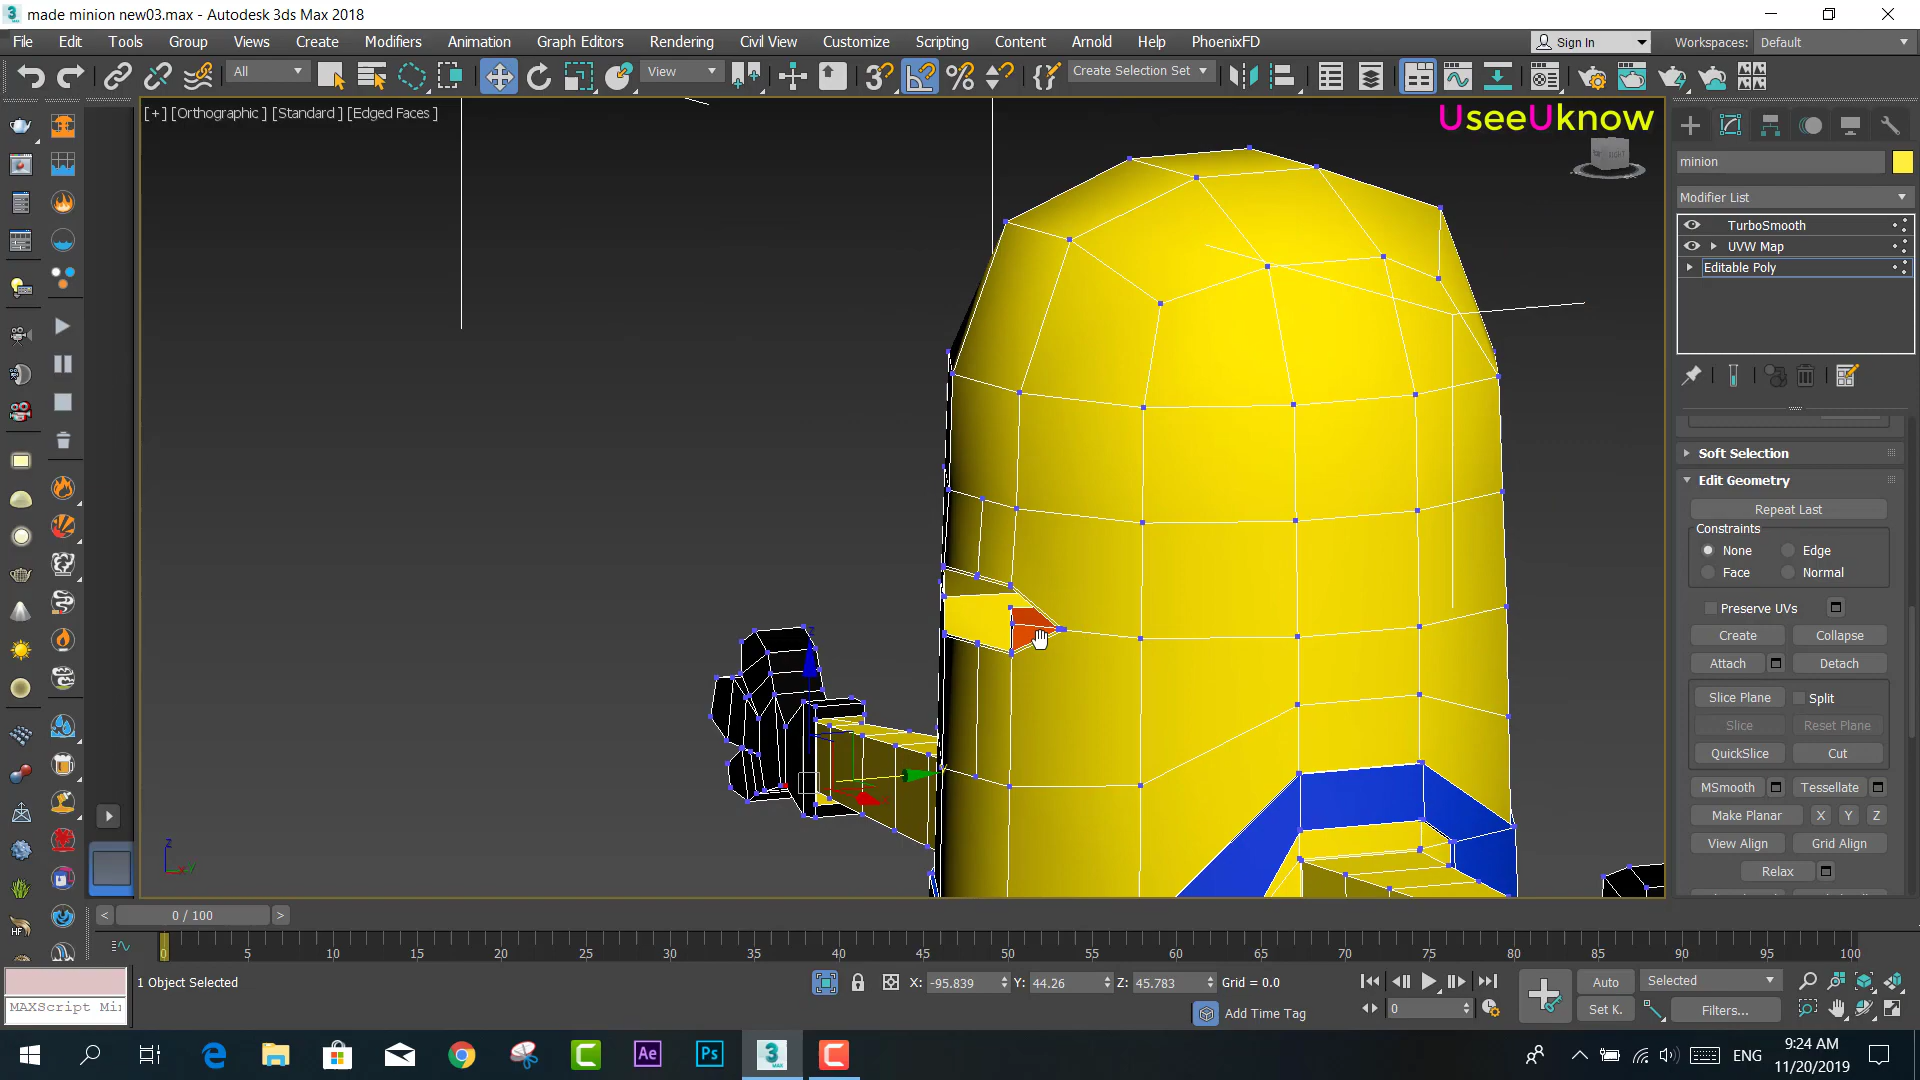 made minion new03.max - Autodesk 3ds Max 2018
File Edit Tools Group Views Create Modifiers Animation Graph Editors Rendering Civil View Customize Scripting Content Arnold Help PhoenixFD
Sign In
Workspaces: Default
All
View
Create Selection Set
[ + ] [Orthographic ] [Standard ] [Edged Faces ]
UseeUknow
minion
Modifier List
TurboSmooth
UVW Map
Editable Poly
Soft Selection
Edit Geometry
Repeat Last
Constraints
None Edge
Face Normal
Preserve UVs
Create Collapse
Attach Detach
Slice Plane Split
Slice Reset Plane
QuickSlice Cut
MSmooth Tessellate
Make Planar X Y Z
View Align Grid Align
Relax
z
< 0 / 100 >
0 5 10 15 20 25 30 35 40 45 50 55 60 65 70 75 80 85 90 95 100
1 Object Selected
X: -95.839 Y: 44.26 Z: 45.783 Grid = 0.0
Auto Selected
MAXScript Mi
Add Time Tag
0
Set K. Filters...
ENG
9:24 AM
11/20/2019